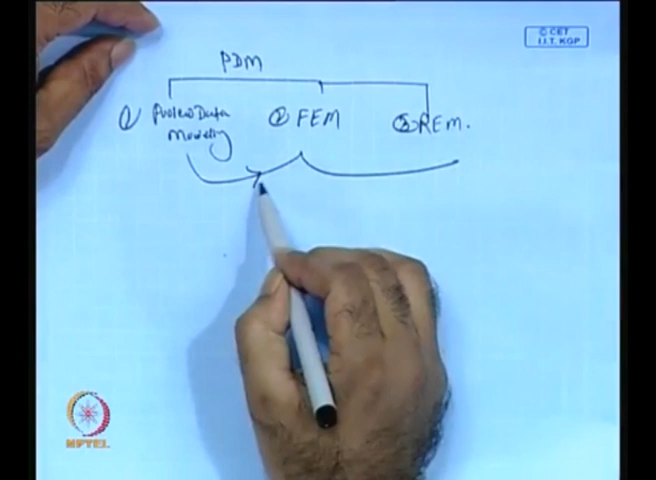 © CET
I.I.T. KGP
PDM
① Pooled Data ② FEM ③ REM.
Modeling
NPTEL